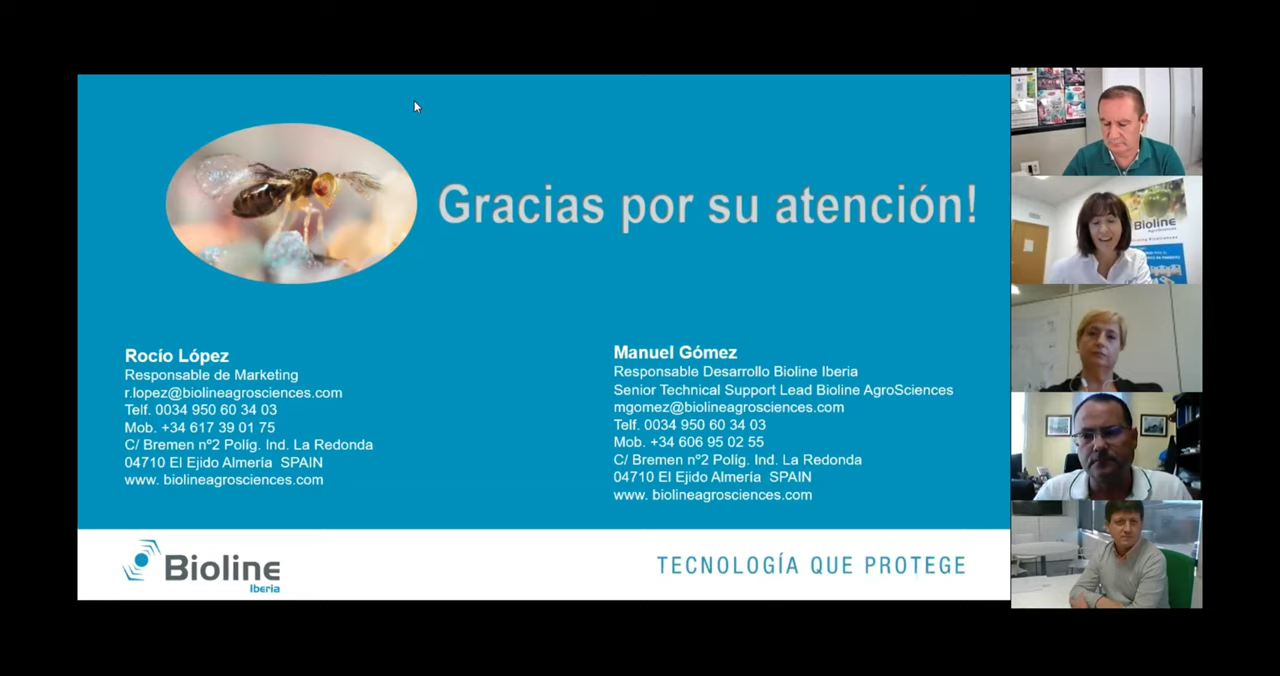 Gracias por su atención!
Rocío López
Responsable de Marketing
r.lopez@biolineagrosciences.com
Telf. 0034 950 60 34 03
Mob. +34 617 39 01 75
C/ Bremen nº2 Políg. Ind. La Redonda
04710 El Ejido Almería  SPAIN
www. biolineagrosciences.com
Manuel Gómez
Responsable Desarrollo Bioline Iberia
Senior Technical Support Lead Bioline AgroSciences
mgomez@biolineagrosciences.com
Telf. 0034 950 60 34 03
Mob. +34 606 95 02 55
C/ Bremen nº2 Políg. Ind. La Redonda
04710 El Ejido Almería  SPAIN
www. biolineagrosciences.com
Bioline
Iberia
TECNOLOGÍA QUE PROTEGE
Bioline
AgroSciences